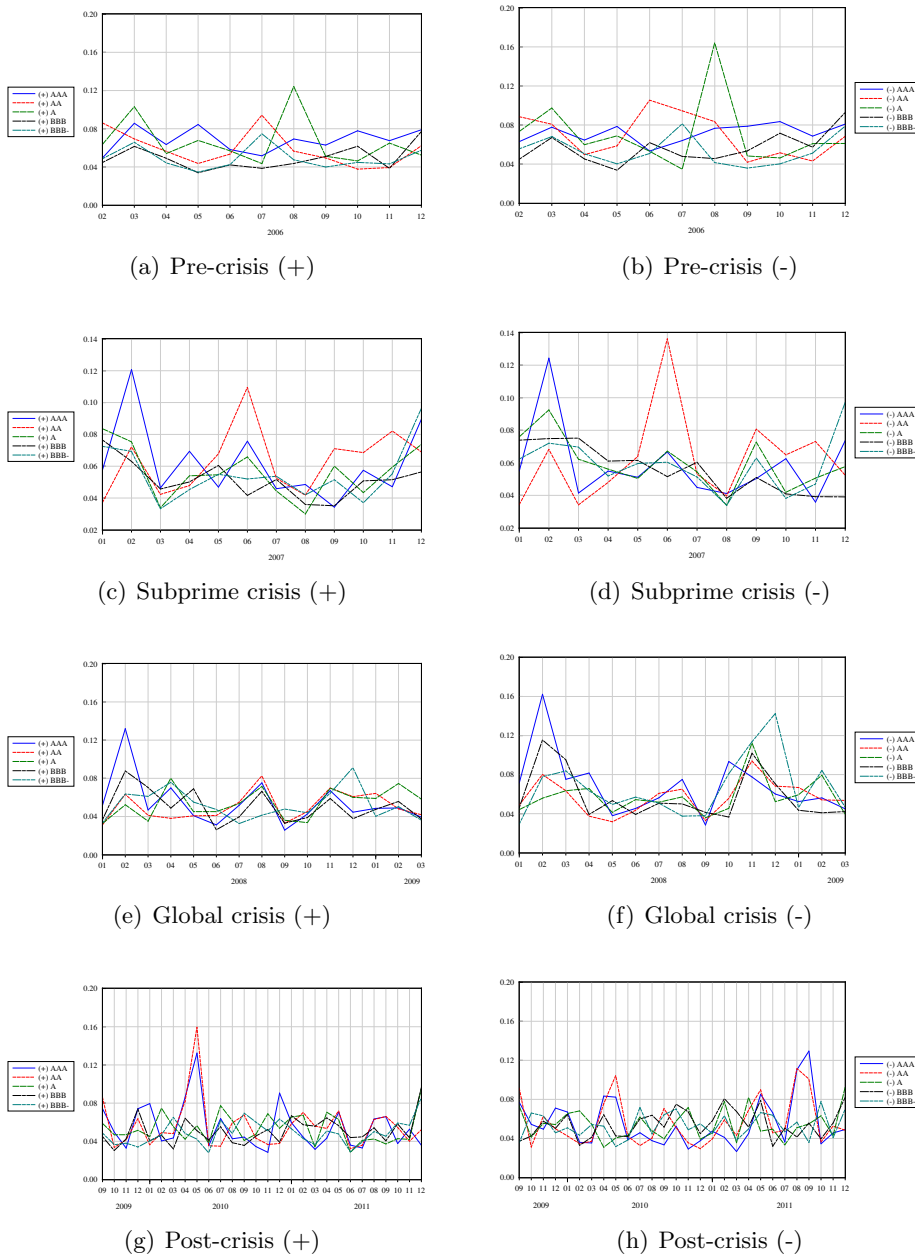 0.20
0.16
0.12
0.08
0.04
0.00
(+) AAA
(+) AA
(+) A
(+) BBB
(+) BBB-
02 03 04 05 06 07 08 09 10 11 12
2006
(a) Pre-crisis (+)
0.20
0.16
0.12
0.08
0.04
0.00
(-) AAA
(-) AA
(-) A
(-) BBB
(-) BBB-
02 03 04 05 06 07 08 09 10 11 12
2006
(b) Pre-crisis (-)
0.14
0.12
0.10
0.08
0.06
0.04
0.02
(+) AAA
(+) AA
(+) A
(+) BBB
(+) BBB-
01 02 03 04 05 06 07 08 09 10 11 12
2007
(c) Subprime crisis (+)
0.14
0.12
0.10
0.08
0.06
0.04
0.02
(-) AAA
(-) AA
(-) A
(-) BBB
(-) BBB-
01 02 03 04 05 06 07 08 09 10 11 12
2007
(d) Subprime crisis (-)
0.20
0.16
0.12
0.08
0.04
0.00
(+) AAA
(+) AA
(+) A
(+) BBB
(+) BBB-
01 02 03 04 05 06 07 08 09 10 11 12 01 02 03
2008 2009
(e) Global crisis (+)
0.20
0.16
0.12
0.08
0.04
0.00
(-) AAA
(-) AA
(-) A
(-) BBB
(-) BBB-
01 02 03 04 05 06 07 08 09 10 11 12 01 02 03
2008 2009
(f) Global crisis (-)
0.20
0.16
0.12
0.08
0.04
0.00
(+) AAA
(+) AA
(+) A
(+) BBB
(+) BBB-
09 10 11 12 01 02 03 04 05 06 07 08 09 10 11 12 01 02 03 04 05 06 07 08 09 10 11 12
2009 2010 2011
(g) Post-crisis (+)
0.20
0.16
0.12
0.08
0.04
0.00
(-) AAA
(-) AA
(-) A
(-) BBB
(-) BBB-
09 10 11 12 01 02 03 04 05 06 07 08 09 10 11 12 01 02 03 04 05 06 07 08 09 10 11 12
2009 2010 2011
(h) Post-crisis (-)